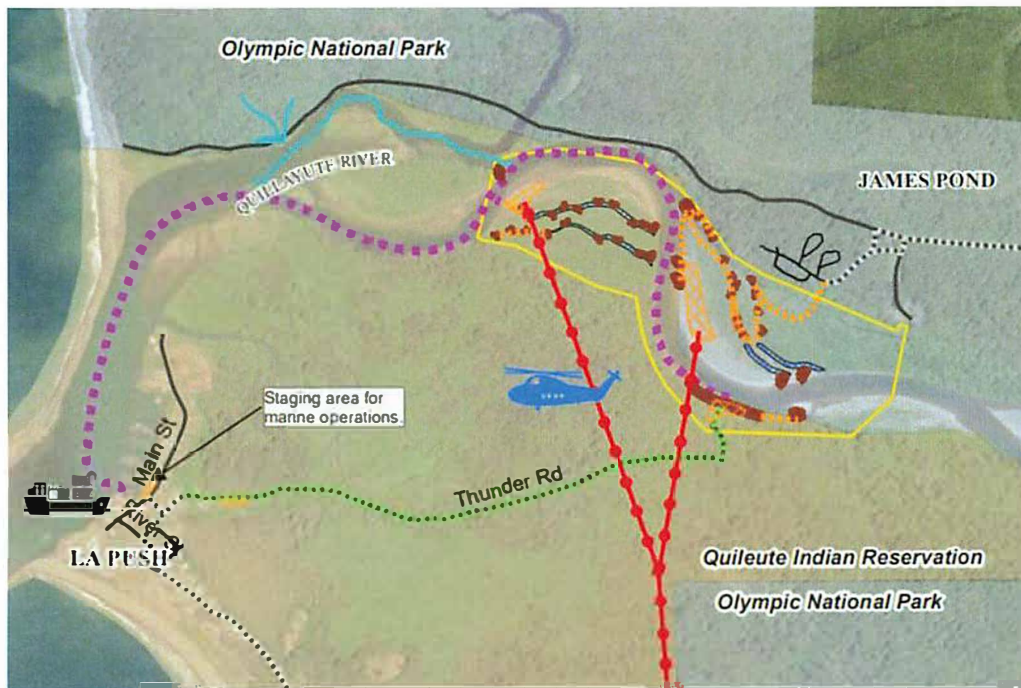 Olympic National Park
QUILLAYUTE RIVER
JAMES POND
Staging area for
marine operations.
Main St
River
Thunder Rd
LA PUSH
Quileute Indian Reservation
Olympic National Park